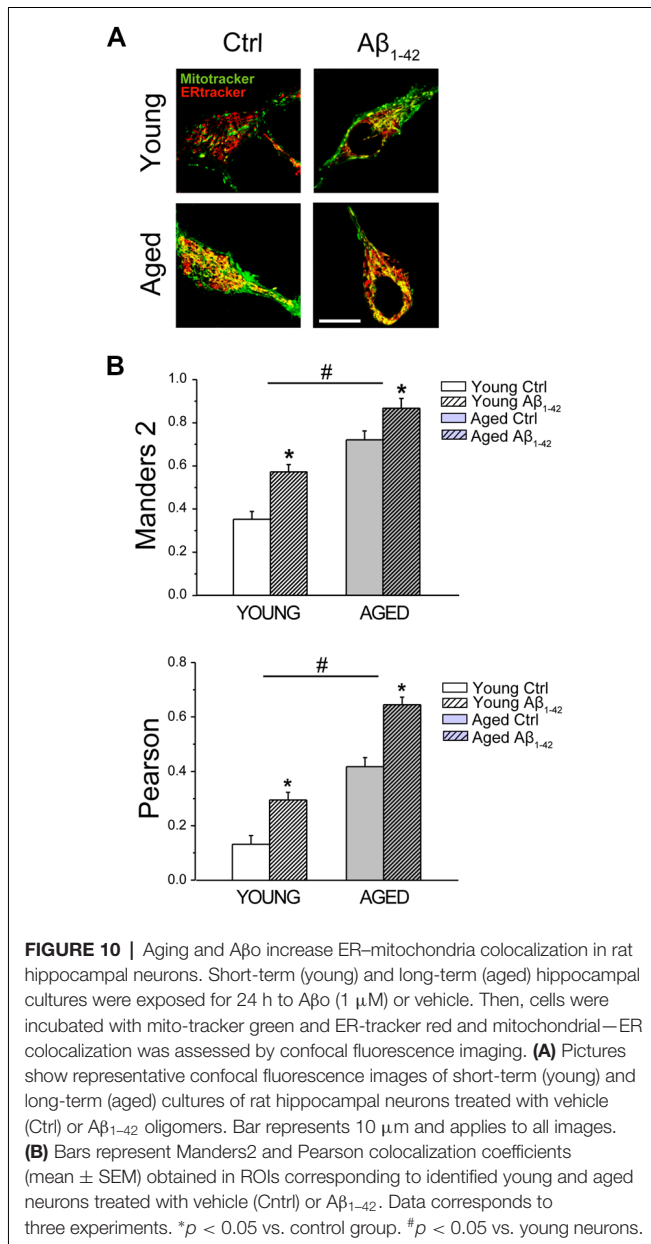 A
Ctrl
Aβ₁₋₄₂
Mitotracker
ERtracker
Young
Aged
B
#
*
*
1.0
0.8
0.6
0.4
0.2
0.0
Manders 2
YOUNG
AGED
Young Ctrl
Young Aβ₁₋₄₂
Aged Ctrl
Aged Aβ₁₋₄₂
#
*
*
0.8
0.6
0.4
0.2
0.0
Pearson
YOUNG
AGED
Young Ctrl
Young Aβ₁₋₄₂
Aged Ctrl
Aged Aβ₁₋₄₂
FIGURE 10 | Aging and Aβo increase ER–mitochondria colocalization in rat
hippocampal neurons. Short-term (young) and long-term (aged) hippocampal
cultures were exposed for 24 h to Aβo (1 μM) or vehicle. Then, cells were
incubated with mito-tracker green and ER-tracker red and mitochondrial—ER
colocalization was assessed by confocal fluorescence imaging. (A) Pictures
show representative confocal fluorescence images of short-term (young) and
long-term (aged) cultures of rat hippocampal neurons treated with vehicle
(Ctrl) or Aβ₁₋₄₂ oligomers. Bar represents 10 μm and applies to all images.
(B) Bars represent Manders2 and Pearson colocalization coefficients
(mean ± SEM) obtained in ROIs corresponding to identified young and aged
neurons treated with vehicle (Cntrl) or Aβ₁₋₄₂. Data corresponds to
three experiments. *p < 0.05 vs. control group. #p < 0.05 vs. young neurons.